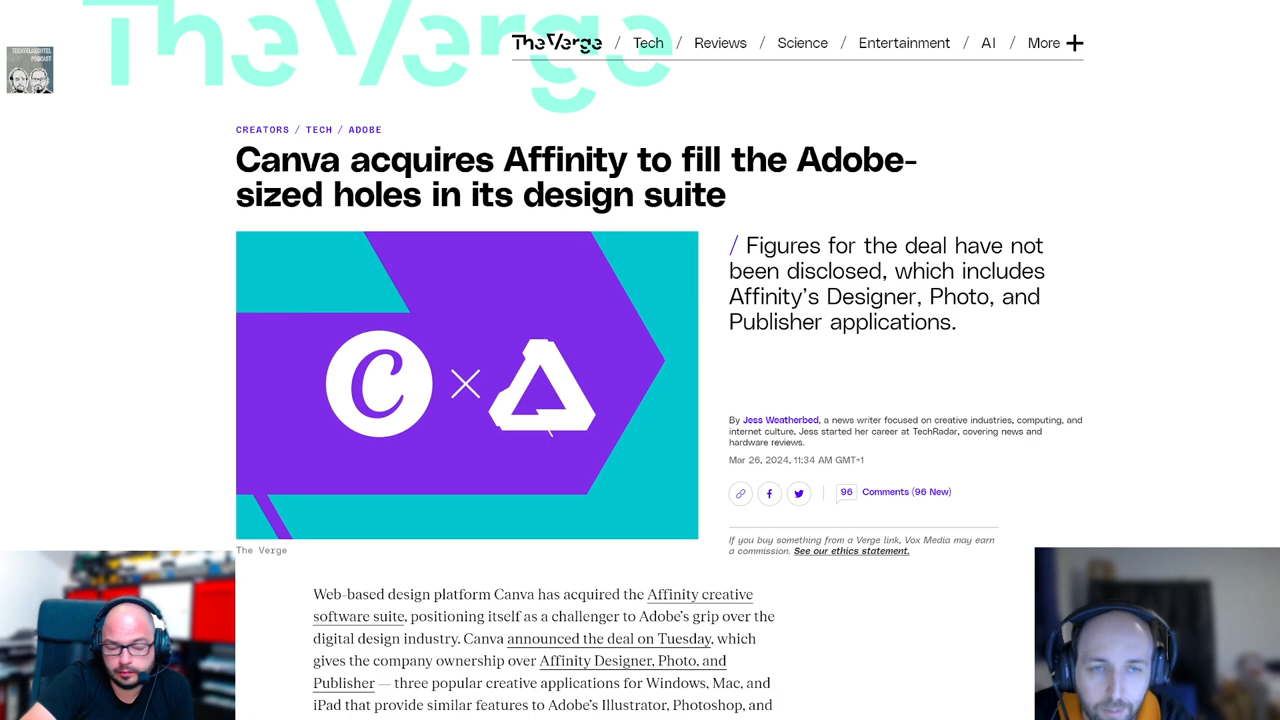 TECHTELMECHTEL
PODCAST
The Verge
The Verge / Tech / Reviews / Science / Entertainment / AI / More +
CREATORS / TECH / ADOBE
Canva acquires Affinity to fill the Adobe-
sized holes in its design suite
/ Figures for the deal have not
been disclosed, which includes
Affinity’s Designer, Photo, and
Publisher applications.
By Jess Weatherbed, a news writer focused on creative industries, computing, and
internet culture. Jess started her career at TechRadar, covering news and
hardware reviews.
Mar 26, 2024, 11:34 AM GMT+1
96 Comments (96 New)
If you buy something from a Verge link, Vox Media may earn
a commission. See our ethics statement.
C
The Verge
Web-based design platform Canva has acquired the Affinity creative
software suite, positioning itself as a challenger to Adobe’s grip over the
digital design industry. Canva announced the deal on Tuesday, which
gives the company ownership over Affinity Designer, Photo, and
Publisher — three popular creative applications for Windows, Mac, and
iPad that provide similar features to Adobe’s Illustrator, Photoshop, and